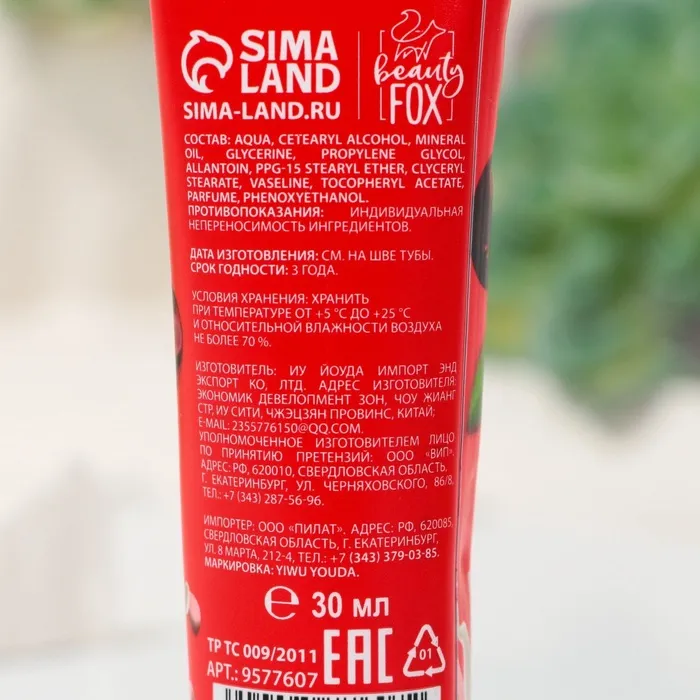 SIMA
LAND
SIMA-LAND.RU
beauty
FOX
СОСТАВ: AQUA, CETEARYL ALCOHOL, MINERAL
OIL, GLYCERINE, PROPYLENE GLYCOL,
ALLANTOIN, PPG-15 STEARYL ETHER, GLYCERYL
STEARATE, VASELINE, TOCOPHERYL ACETATE,
PARFUME, PHENOXYETHANOL.
ПРОТИВОПОКАЗАНИЯ: ИНДИВИДУАЛЬНАЯ
НЕПЕРЕНОСИМОСТЬ ИНГРЕДИЕНТОВ.
ДАТА ИЗГОТОВЛЕНИЯ: СМ. НА ШВЕ ТУБЫ.
СРОК ГОДНОСТИ: 3 ГОДА.
УСЛОВИЯ ХРАНЕНИЯ: ХРАНИТЬ
ПРИ ТЕМПЕРАТУРЕ ОТ +5 °C ДО +25 °C
И ОТНОСИТЕЛЬНОЙ ВЛАЖНОСТИ ВОЗДУХА
НЕ БОЛЕЕ 70 %.
ИЗГОТОВИТЕЛЬ: ИУ ЙОУДА ИМПОРТ ЭНД
ЭКСПОРТ КО, ЛТД. АДРЕС ИЗГОТОВИТЕЛЯ:
ЭКОНОМИК ДЕВЕЛОПМЕНТ ЗОН, ЧОУ ЖИАНГ
СТР, ИУ СИТИ, ЧЖЭЦЗЯН ПРОВИНС, КИТАЙ;
E-MAIL: 2355776150@QQ.COM.
УПОЛНОМОЧЕННОЕ ИЗГОТОВИТЕЛЕМ ЛИЦО
ПО ПРИНЯТИЮ ПРЕТЕНЗИЙ: ООО «ВИП».
АДРЕС: РФ, 620010, СВЕРДЛОВСКАЯ ОБЛАСТЬ,
Г. ЕКАТЕРИНБУРГ, УЛ. ЧЕРНЯХОВСКОГО, 86/8,
ТЕЛ.: +7 (343) 287-56-96.
ИМПОРТЕР: ООО «ПИЛАТ». АДРЕС: РФ, 620085,
СВЕРДЛОВСКАЯ ОБЛАСТЬ, Г. ЕКАТЕРИНБУРГ,
УЛ. 8 МАРТА, 212-4, ТЕЛ.: +7 (343) 379-03-85.
МАРКИРОВКА: YIWU YOUDA.
℮ 30 мл
ТР ТС 009/2011
АРТ.: 9577607
EAC
01